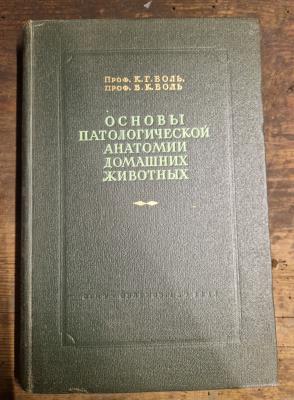 ПРОФ. К. Г. БОЛЬ,
ПРОФ. Б. К. БОЛЬ
ОСНОВЫ
ПАТОЛОГИЧЕСКОЙ
АНАТОМИИ
ДОМАШНИХ
ЖИВОТНЫХ